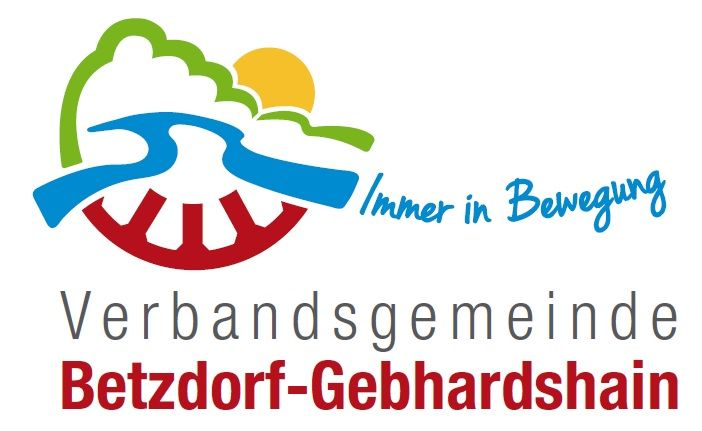 Immer in Bewegung
Verbandsgemeinde
Betzdorf-Gebhardshain